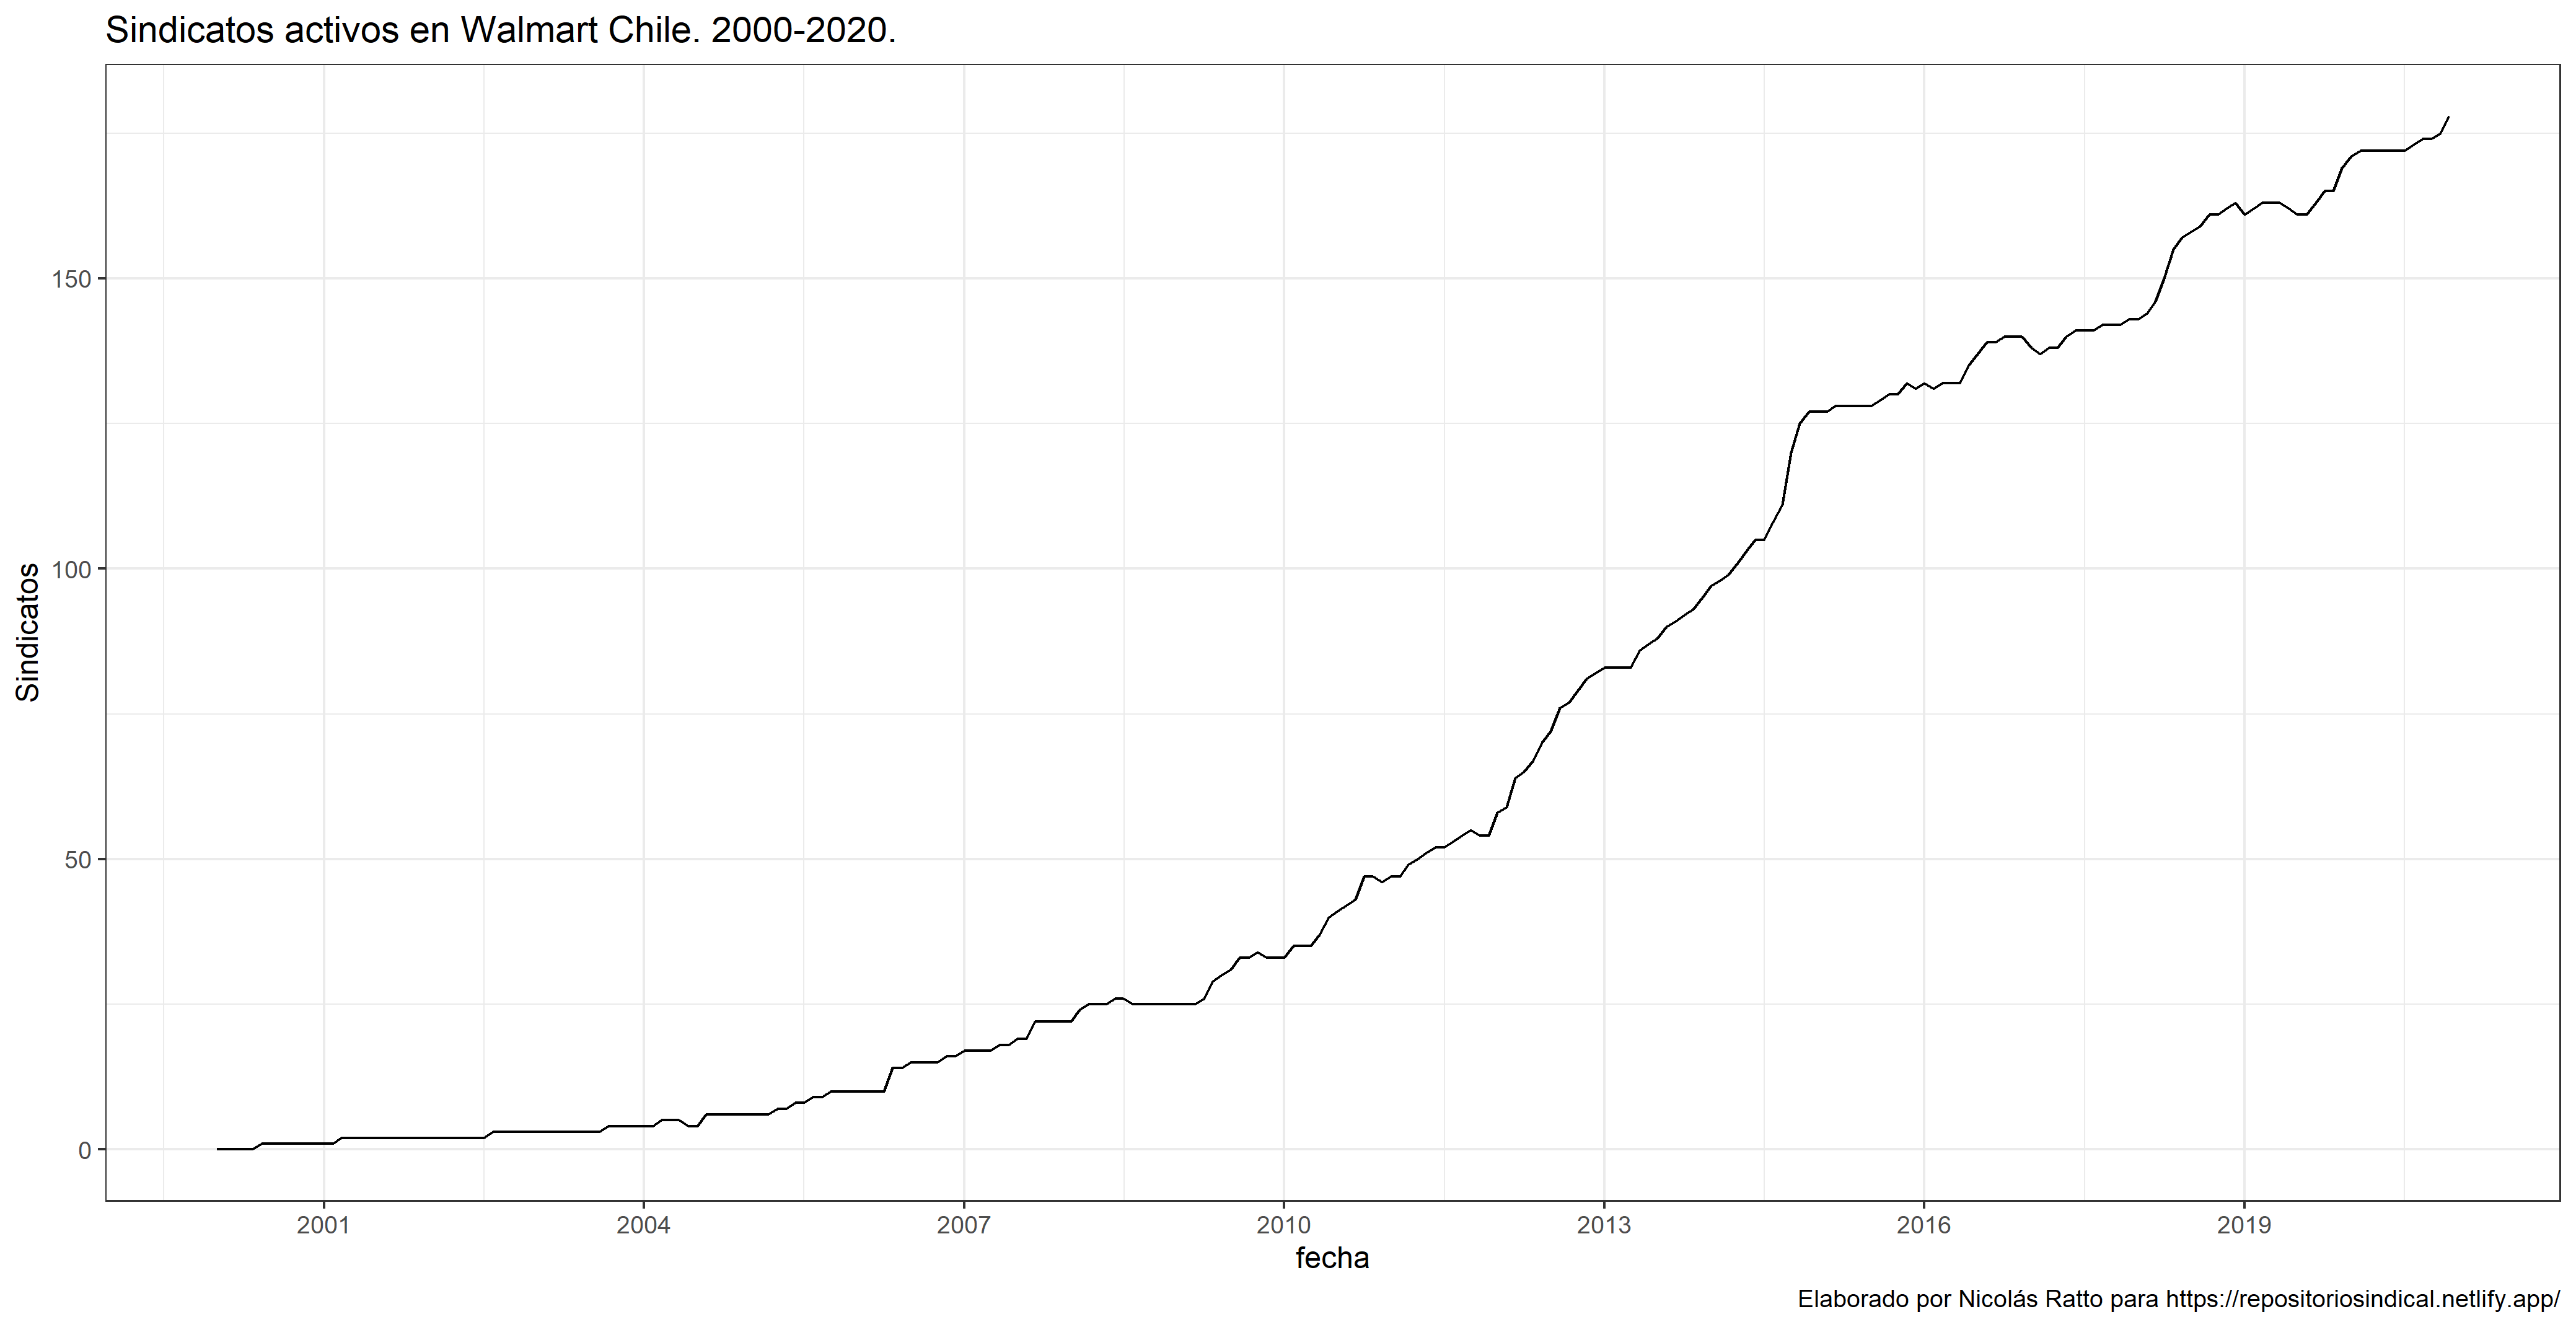 Sindicatos activos en Walmart Chile. 2000-2020.
Sindicatos
150
100
50
0
2001
2004
2007
2010
2013
2016
2019
fecha
Elaborado por Nicolás Ratto para https://repositoriosindical.netlify.app/